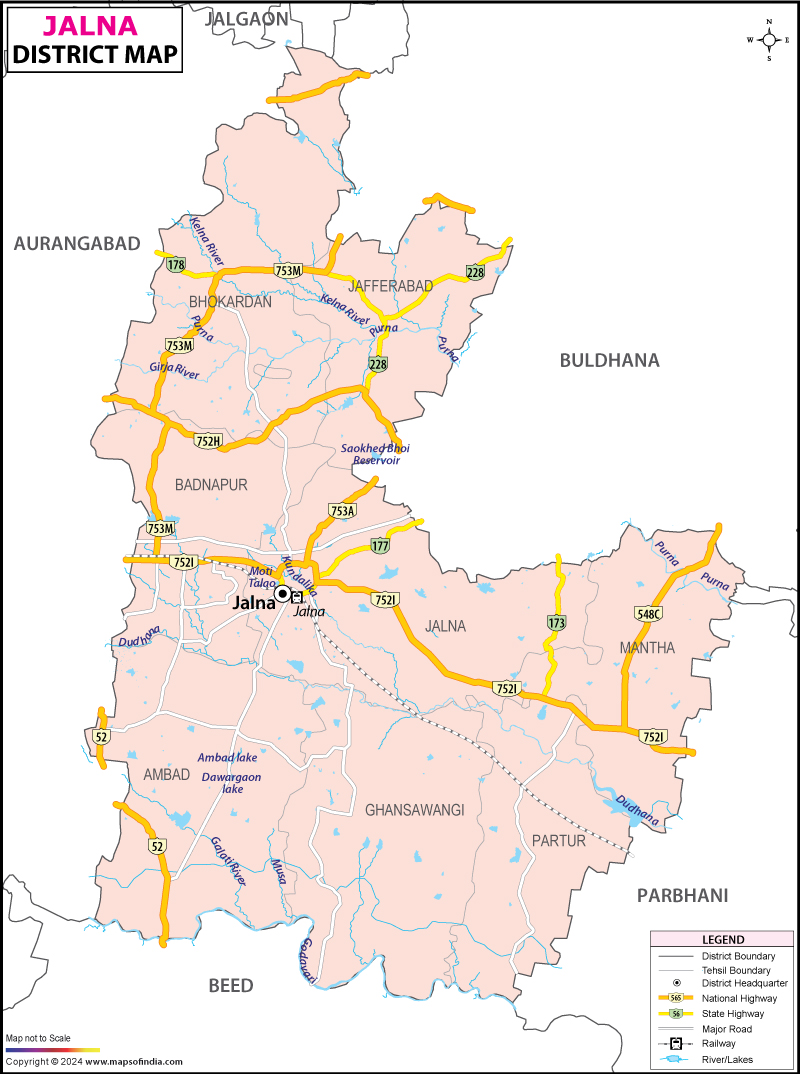 JALNA
DISTRICT MAP
JALGAON
N
W
E
S
AURANGABAD
Kelna River
178
753M
228
JAFFERABAD
BHOKARDAN
Kelna River
Purna
Purna
Purna
753M
BULDHANA
228
Girja River
752H
Saokhed Bhoi
Reservoir
BADNAPUR
753A
753M
177
752I
Moti
Talqo
Kundalika
Purna
Purna
Jalna
Jalna
752I
548C
173
JALNA
Dudhona
MANTHA
752I
52
752I
Ambad lake
AMBAD
Dawargaon
lake
GHANSAWANGI
Dudhana
PARTUR
52
Galati River
Musa
PARBHANI
Godavari
BEED
LEGEND
District Boundary
Tehsil Boundary
District Headquarter
565 National Highway
56 State Highway
Major Road
Railway
River/Lakes
Map not to Scale
Copyright © 2024 www.mapsofindia.com